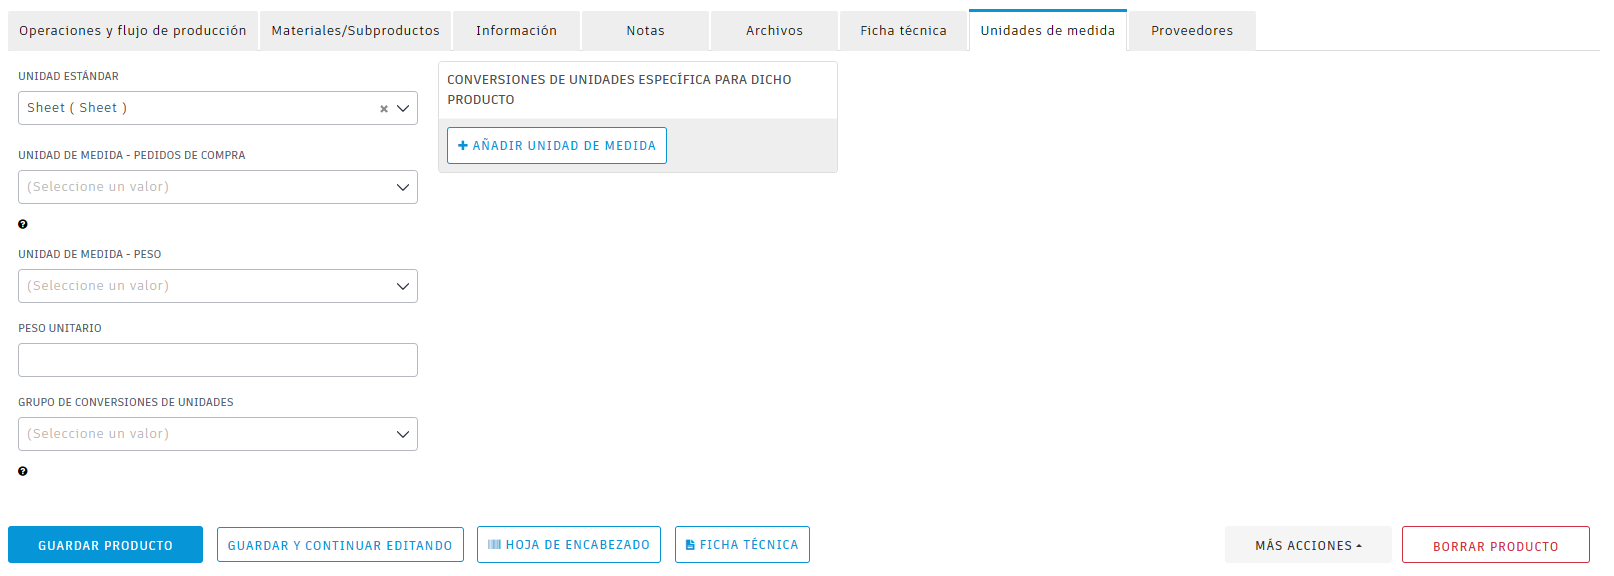 Operaciones y flujo de producción
Materiales/Subproductos
Información
Notas
Archivos
Ficha técnica
Unidades de medida
Proveedores
UNIDAD ESTÁNDAR
Sheet ( Sheet )
UNIDAD DE MEDIDA - PEDIDOS DE COMPRA
(Seleccione un valor)
UNIDAD DE MEDIDA - PESO
(Seleccione un valor)
PESO UNITARIO
GRUPO DE CONVERSIONES DE UNIDADES
(Seleccione un valor)
CONVERSIONES DE UNIDADES ESPECÍFICA PARA DICHO
PRODUCTO
AÑADIR UNIDAD DE MEDIDA
GUARDAR PRODUCTO
GUARDAR Y CONTINUAR EDITANDO
HOJA DE ENCABEZADO
FICHA TÉCNICA
MÁS ACCIONES
BORRAR PRODUCTO